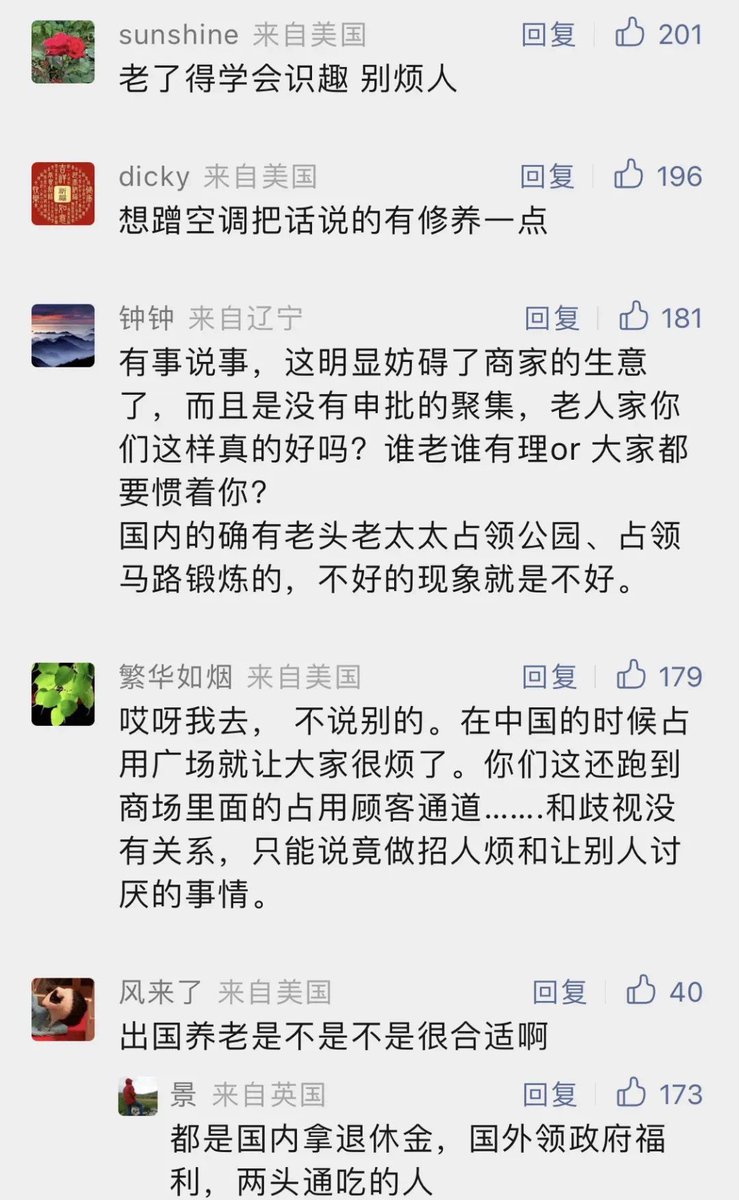 sunshine 来自美国 回复 201
老了得学会识趣 别烦人
dicky 来自美国 回复 196
想蹭空调把话说的有修养一点
钟钟 来自辽宁 回复 181
有事说事，这明显妨碍了商家的生意
了，而且是没有申批的聚集，老人家你
们这样真的好吗？谁老谁有理or 大家都
要惯着你？
国内的确有老头老太太占领公园、占领
马路锻炼的，不好的现象就是不好。
繁华如烟 来自美国 回复 179
哎呀我去， 不说别的。在中国的时候占
用广场就让大家很烦了。你们这还跑到
商场里面的占用顾客通道…….和歧视没
有关系，只能说竟做招人烦和让别人讨
厌的事情。
风来了 来自美国 回复 40
出国养老是不是不是很合适啊
景 来自英国 回复 173
都是国内拿退休金，国外领政府福
利，两头通吃的人